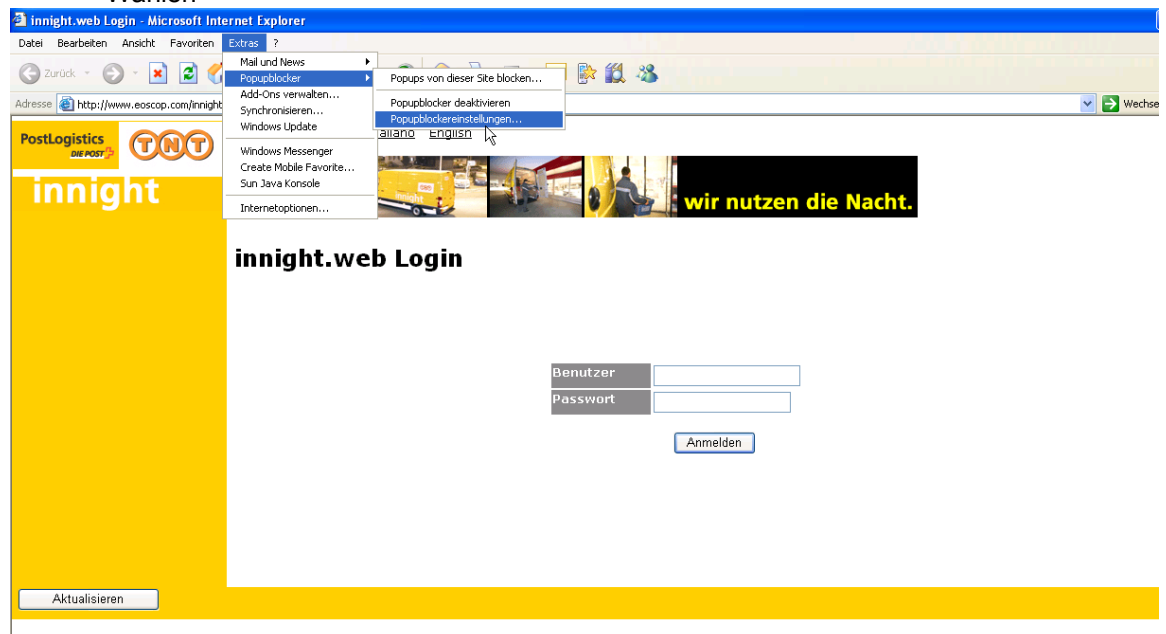 Wählen
innight.web Login - Microsoft Internet Explorer
Datei Bearbeiten Ansicht Favoriten Extras ?
Zurück
Adresse http://www.eoscop.com/innight
Wechse
Mail und News
Popupblocker
Add-Ons verwalten...
Synchronisieren...
Windows Update
Windows Messenger
Create Mobile Favorite...
Sun Java Konsole
Internetoptionen...
Popups von dieser Site blocken...
Popupblocker deaktivieren
Popupblockereinstellungen...
PostLogistics
DIE POST
TNT
English
innight
wir nutzen die Nacht.
innight.web Login
Benutzer
Passwort
Anmelden
Aktualisieren